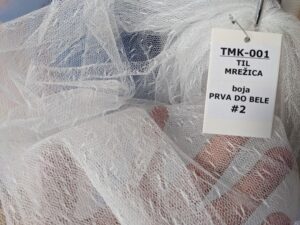 TMK-001
TIL
MREŽICA
boja
PRVA DO BELE
#2